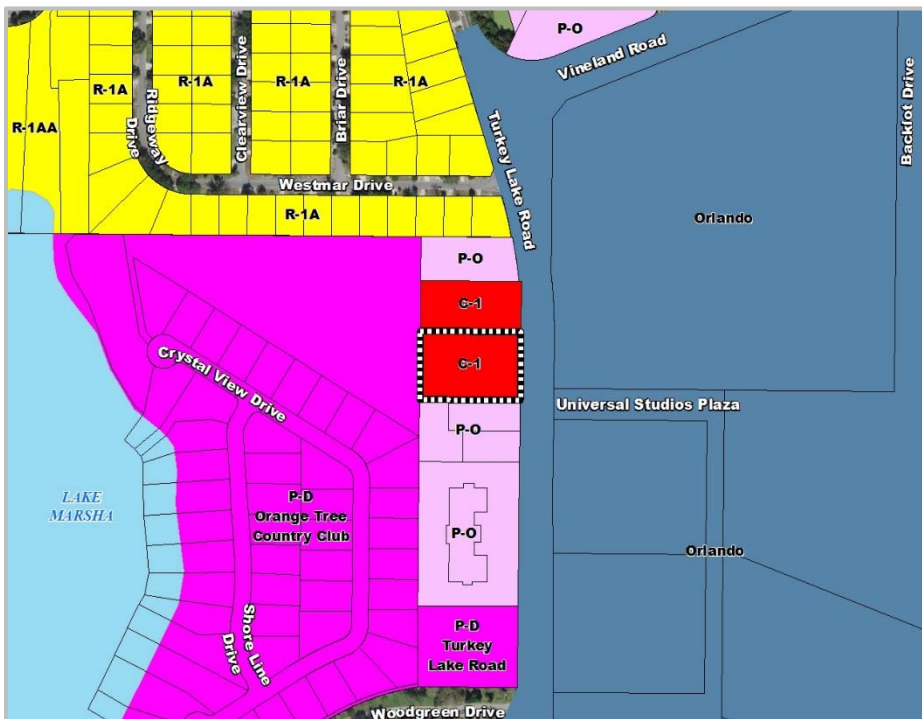 P-O
Vineland Road
Backlot Drive
R-1A
R-1A
R-1A
R-1A
R-1AA
Ridgeway
Drive
Clearview Drive
Briar Drive
Turkey Lake Road
Westmar Drive
R-1A
Orlando
P-O
C-1
C-1
Crystal View Drive
Universal Studios Plaza
P-O
LAKE
MARSHA
P-D
Orange Tree
Country Club
P-O
Orlando
Shore Line
Drive
P-D
Turkey
Lake Road
Woodgreen Drive